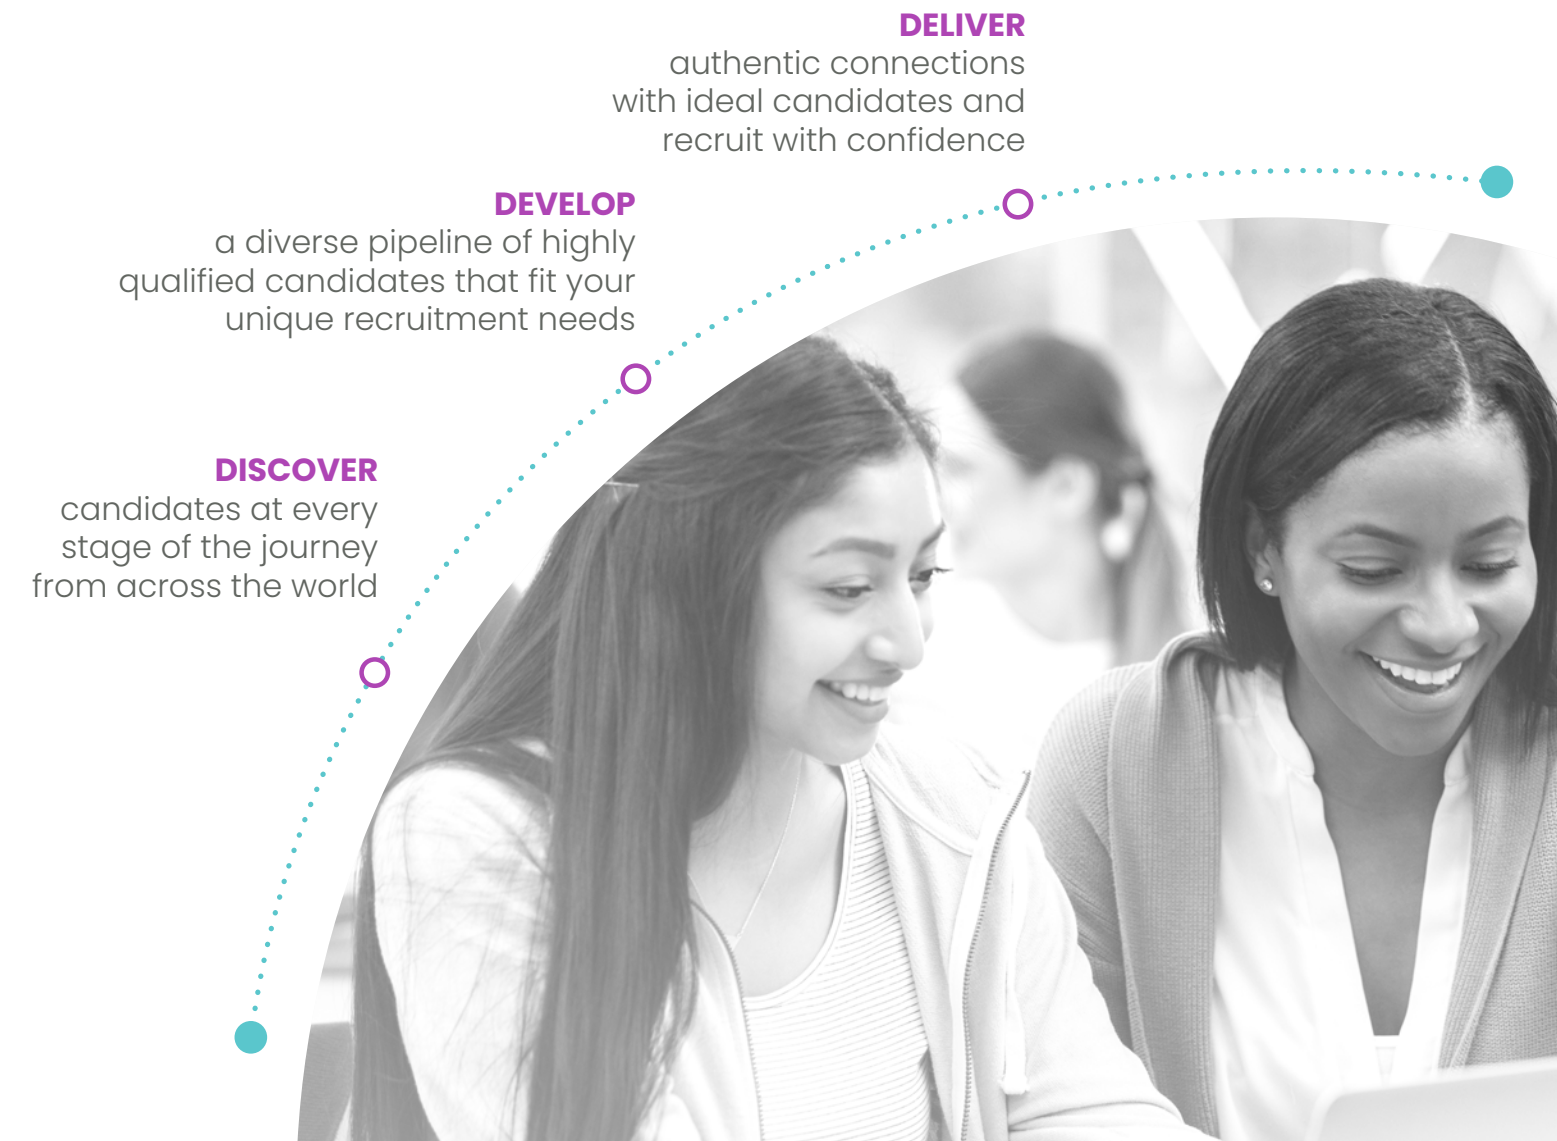 DELIVER
authentic connections
with ideal candidates and
recruit with confidence
DEVELOP
a diverse pipeline of highly
qualified candidates that fit your
unique recruitment needs
DISCOVER
candidates at every
stage of the journey
from across the world